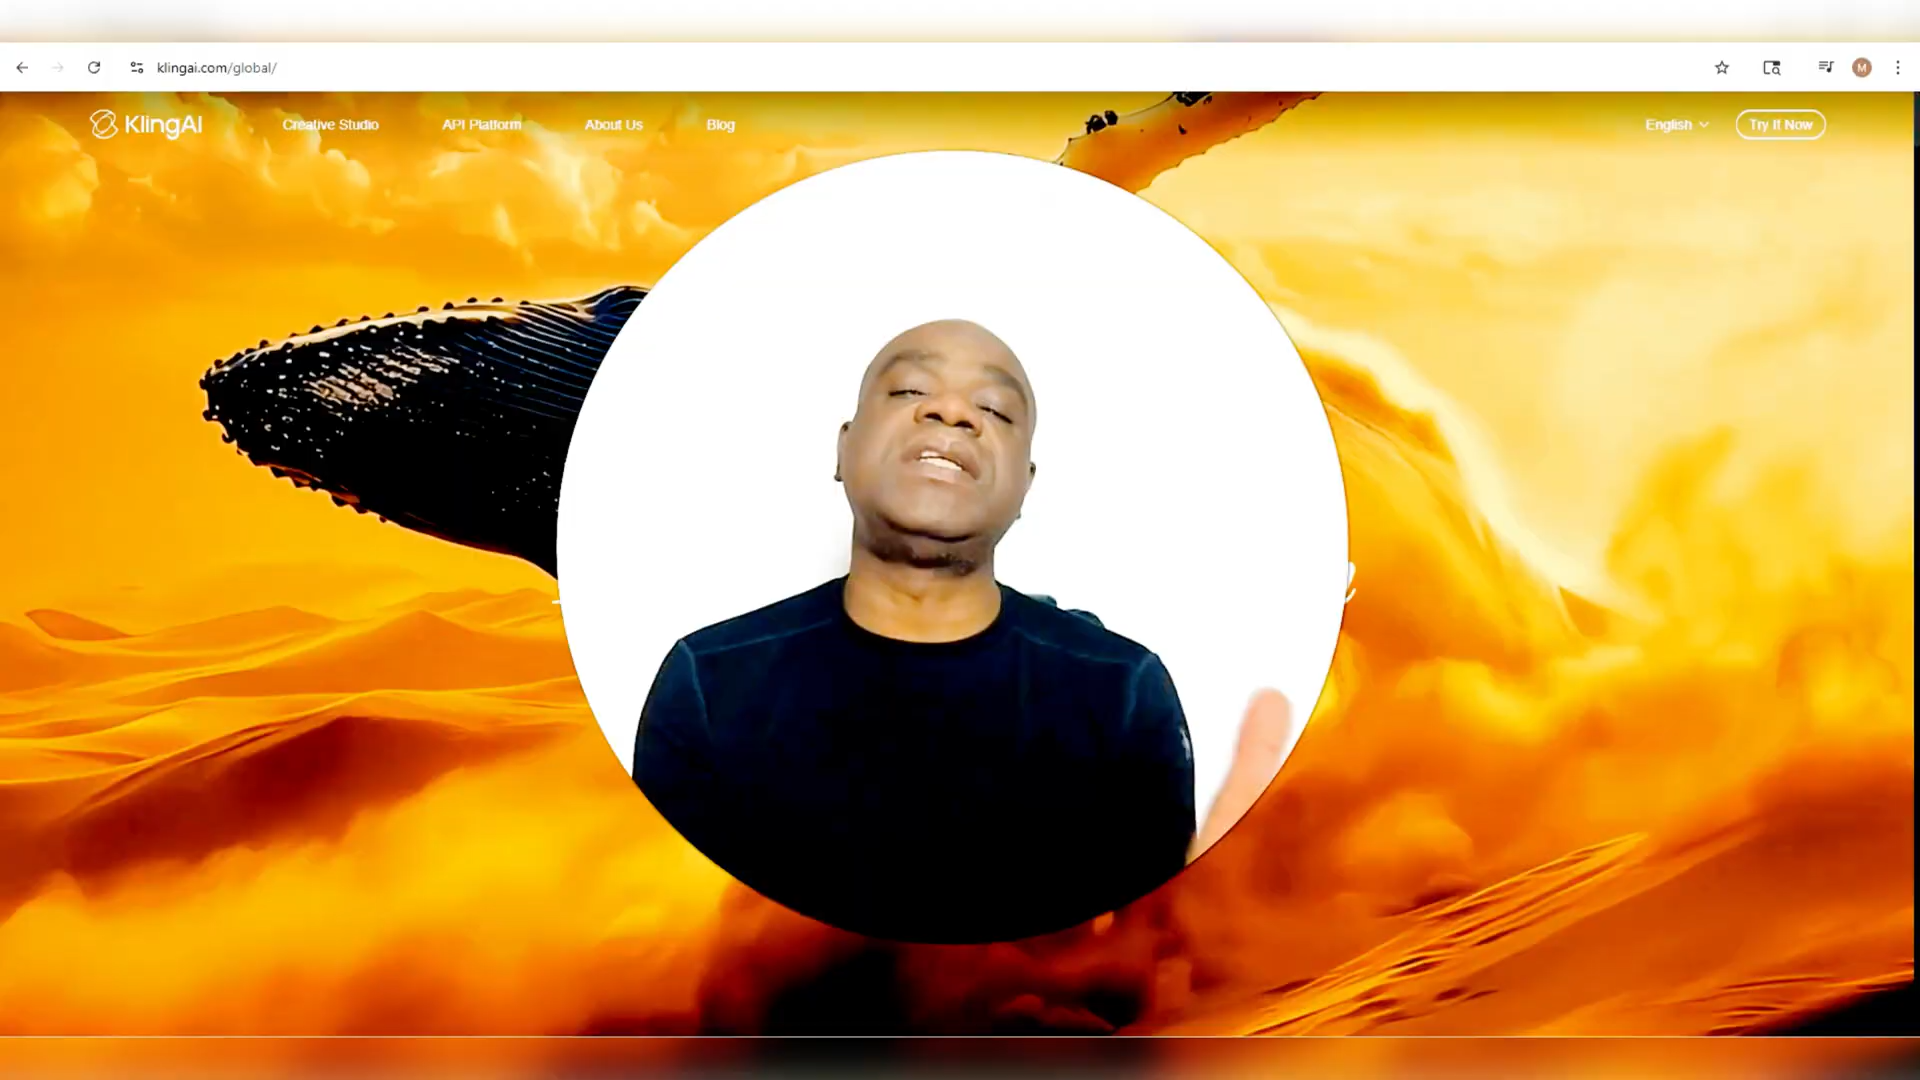 klingai.com/global/
M
KlingAI
Creative Studio
API Platform
About Us
Blog
English
Try It Now